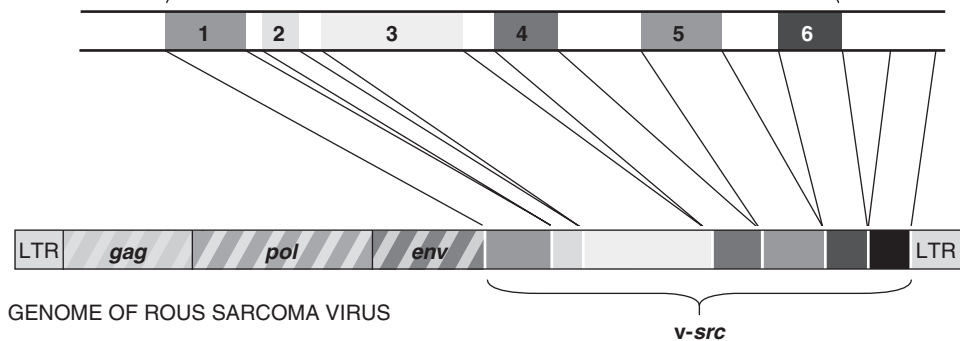 1 2 3 4 5 6
LTR gag pol env LTR
GENOME OF ROUS SARCOMA VIRUS
v-src